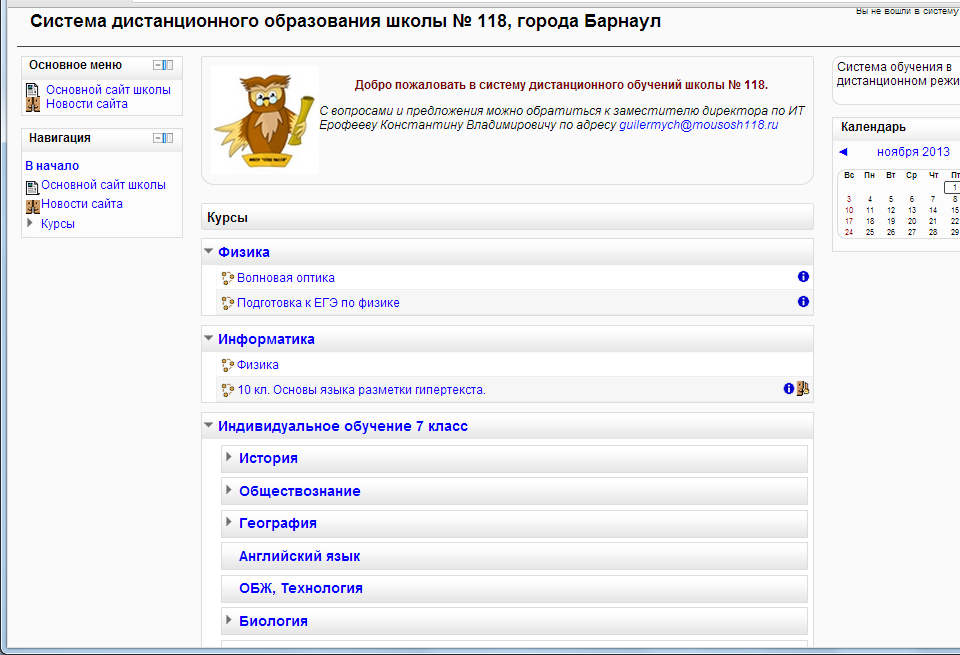 Вы не вошли в систему
Система дистанционного образования школы № 118, города Барнаул
Основное меню
Основной сайт школы
Новости сайта
Навигация
В начало
Основной сайт школы
Новости сайта
Курсы
Добро пожаловать в систему дистанционного обучений школы № 118.
С вопросами и предложения можно обратиться к заместителю директора по ИТ
Ерофееву Константину Владимировичу по адресу guilermych@mousosh118.ru
Курсы
Физика
Волновая оптика
Подготовка к ЕГЭ по физике
Информатика
Физика
10 кл. Основы языка разметки гипертекста.
Индивидуальное обучение 7 класс
История
Обществознание
География
Английский язык
ОБЖ, Технология
Биология
Система обучения в
дистанционном режи
Календарь
ноября 2013
Вс Пн Вт Ср Чт Пт
1
3 4 5 6 7 8
10 11 12 13 14 15
17 18 19 20 21 22
24 25 26 27 28 29